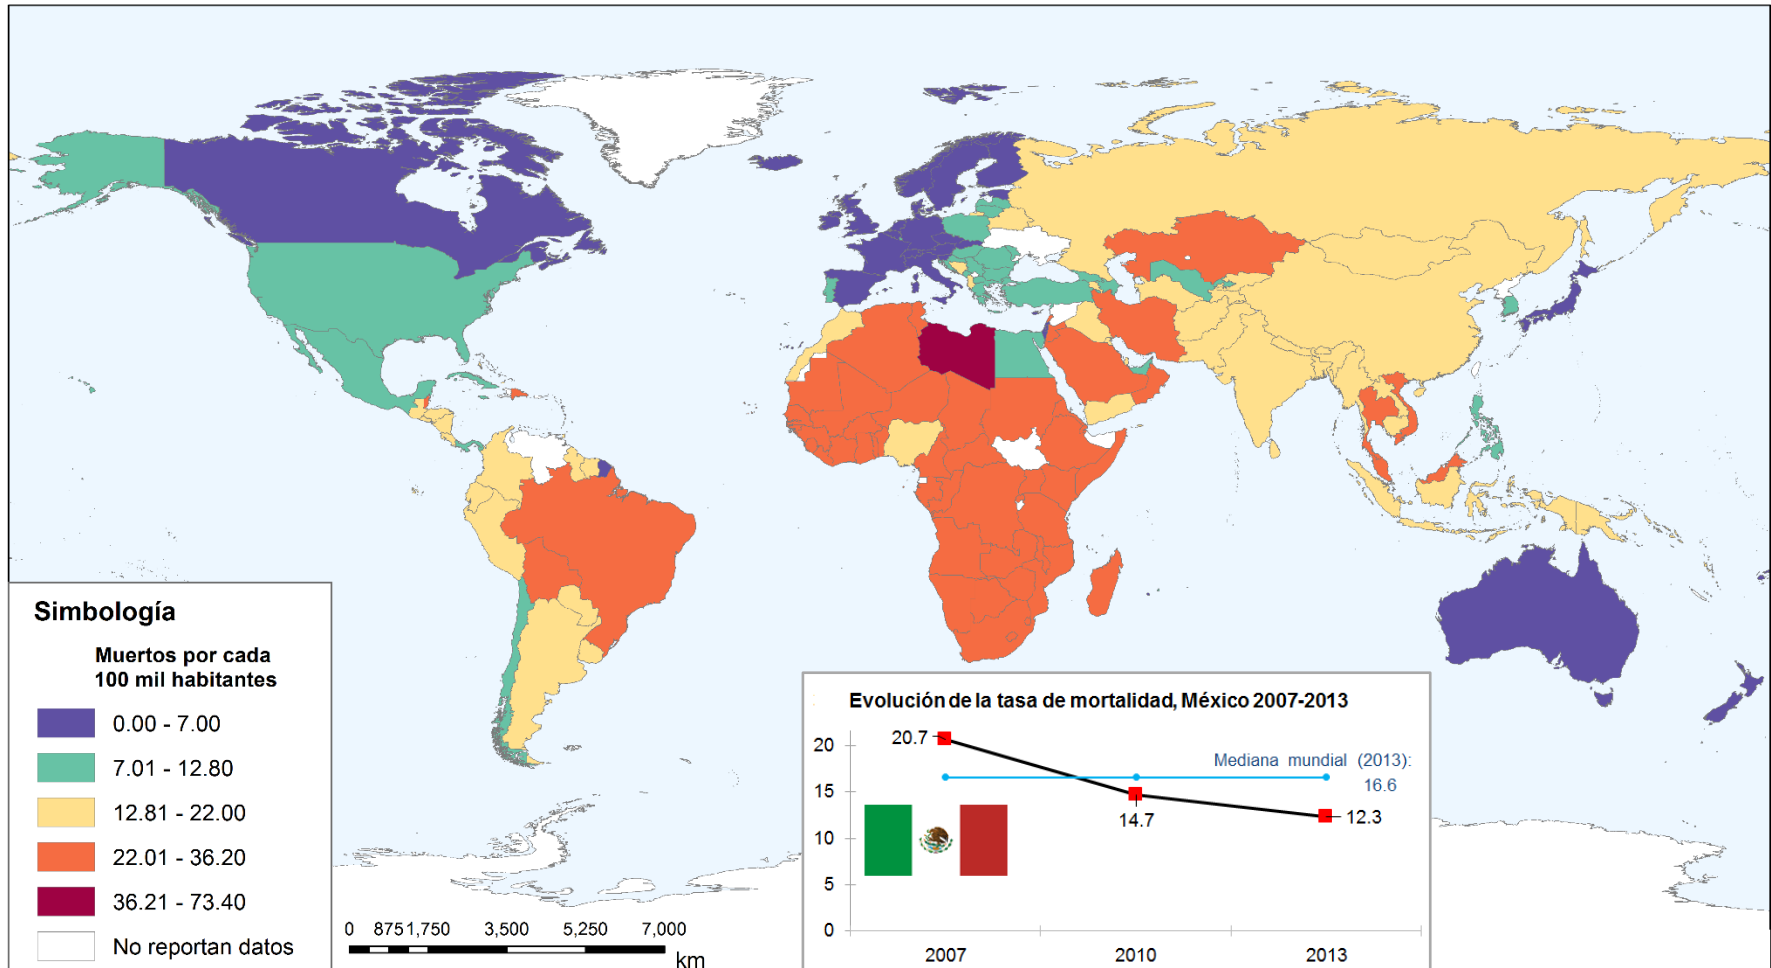 Simbología
Muertos por cada
100 mil habitantes
0.00 - 7.00
7.01 - 12.80
12.81 - 22.00
22.01 - 36.20
36.21 - 73.40
No reportan datos
0 875 1,750 3,500 5,250 7,000
km
Evolución de la tasa de mortalidad, México 2007-2013
20
15
10
5
0
20.7
14.7
12.3
Mediana mundial (2013):
16.6
2007 2010 2013